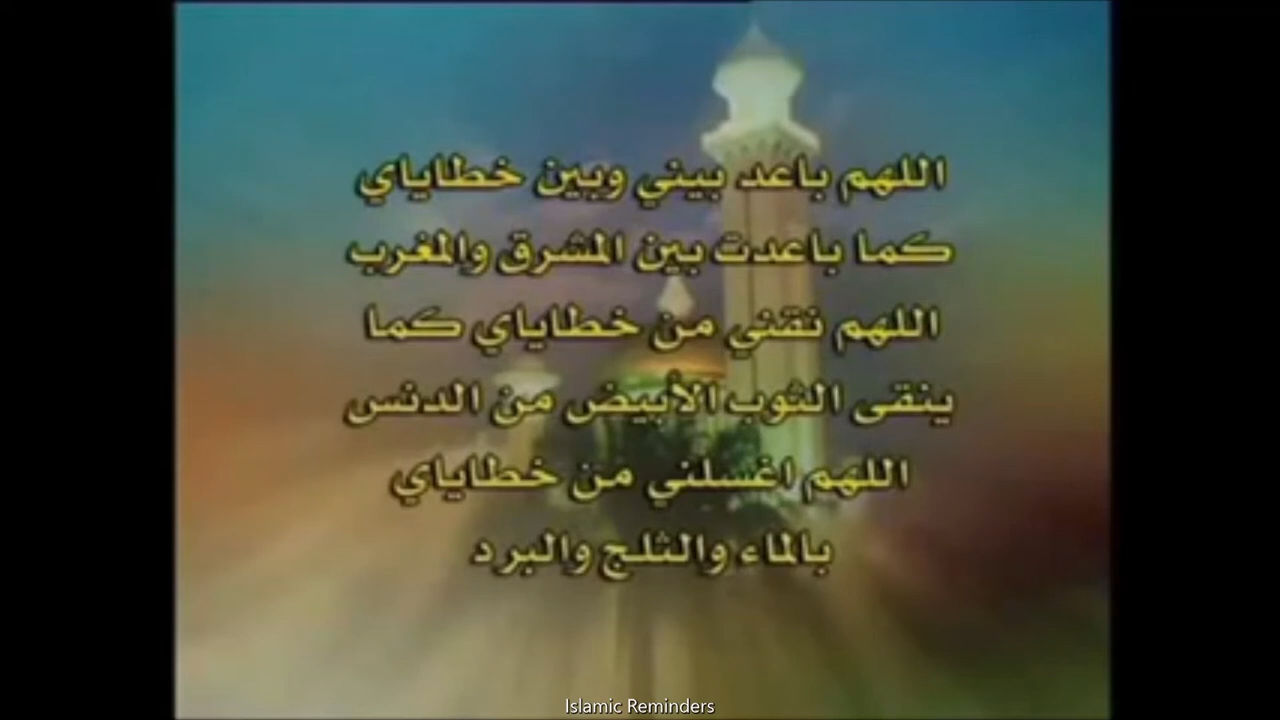 اللهم باعد بيني وبين خطاياي
كما باعدت بين المشرق والمغرب
اللهم نقني من خطاياي كما
ينقى الثوب الأبيض من الدنس
اللهم اغسلني من خطاياي
بالماء والثلج والبرد
Islamic Reminders